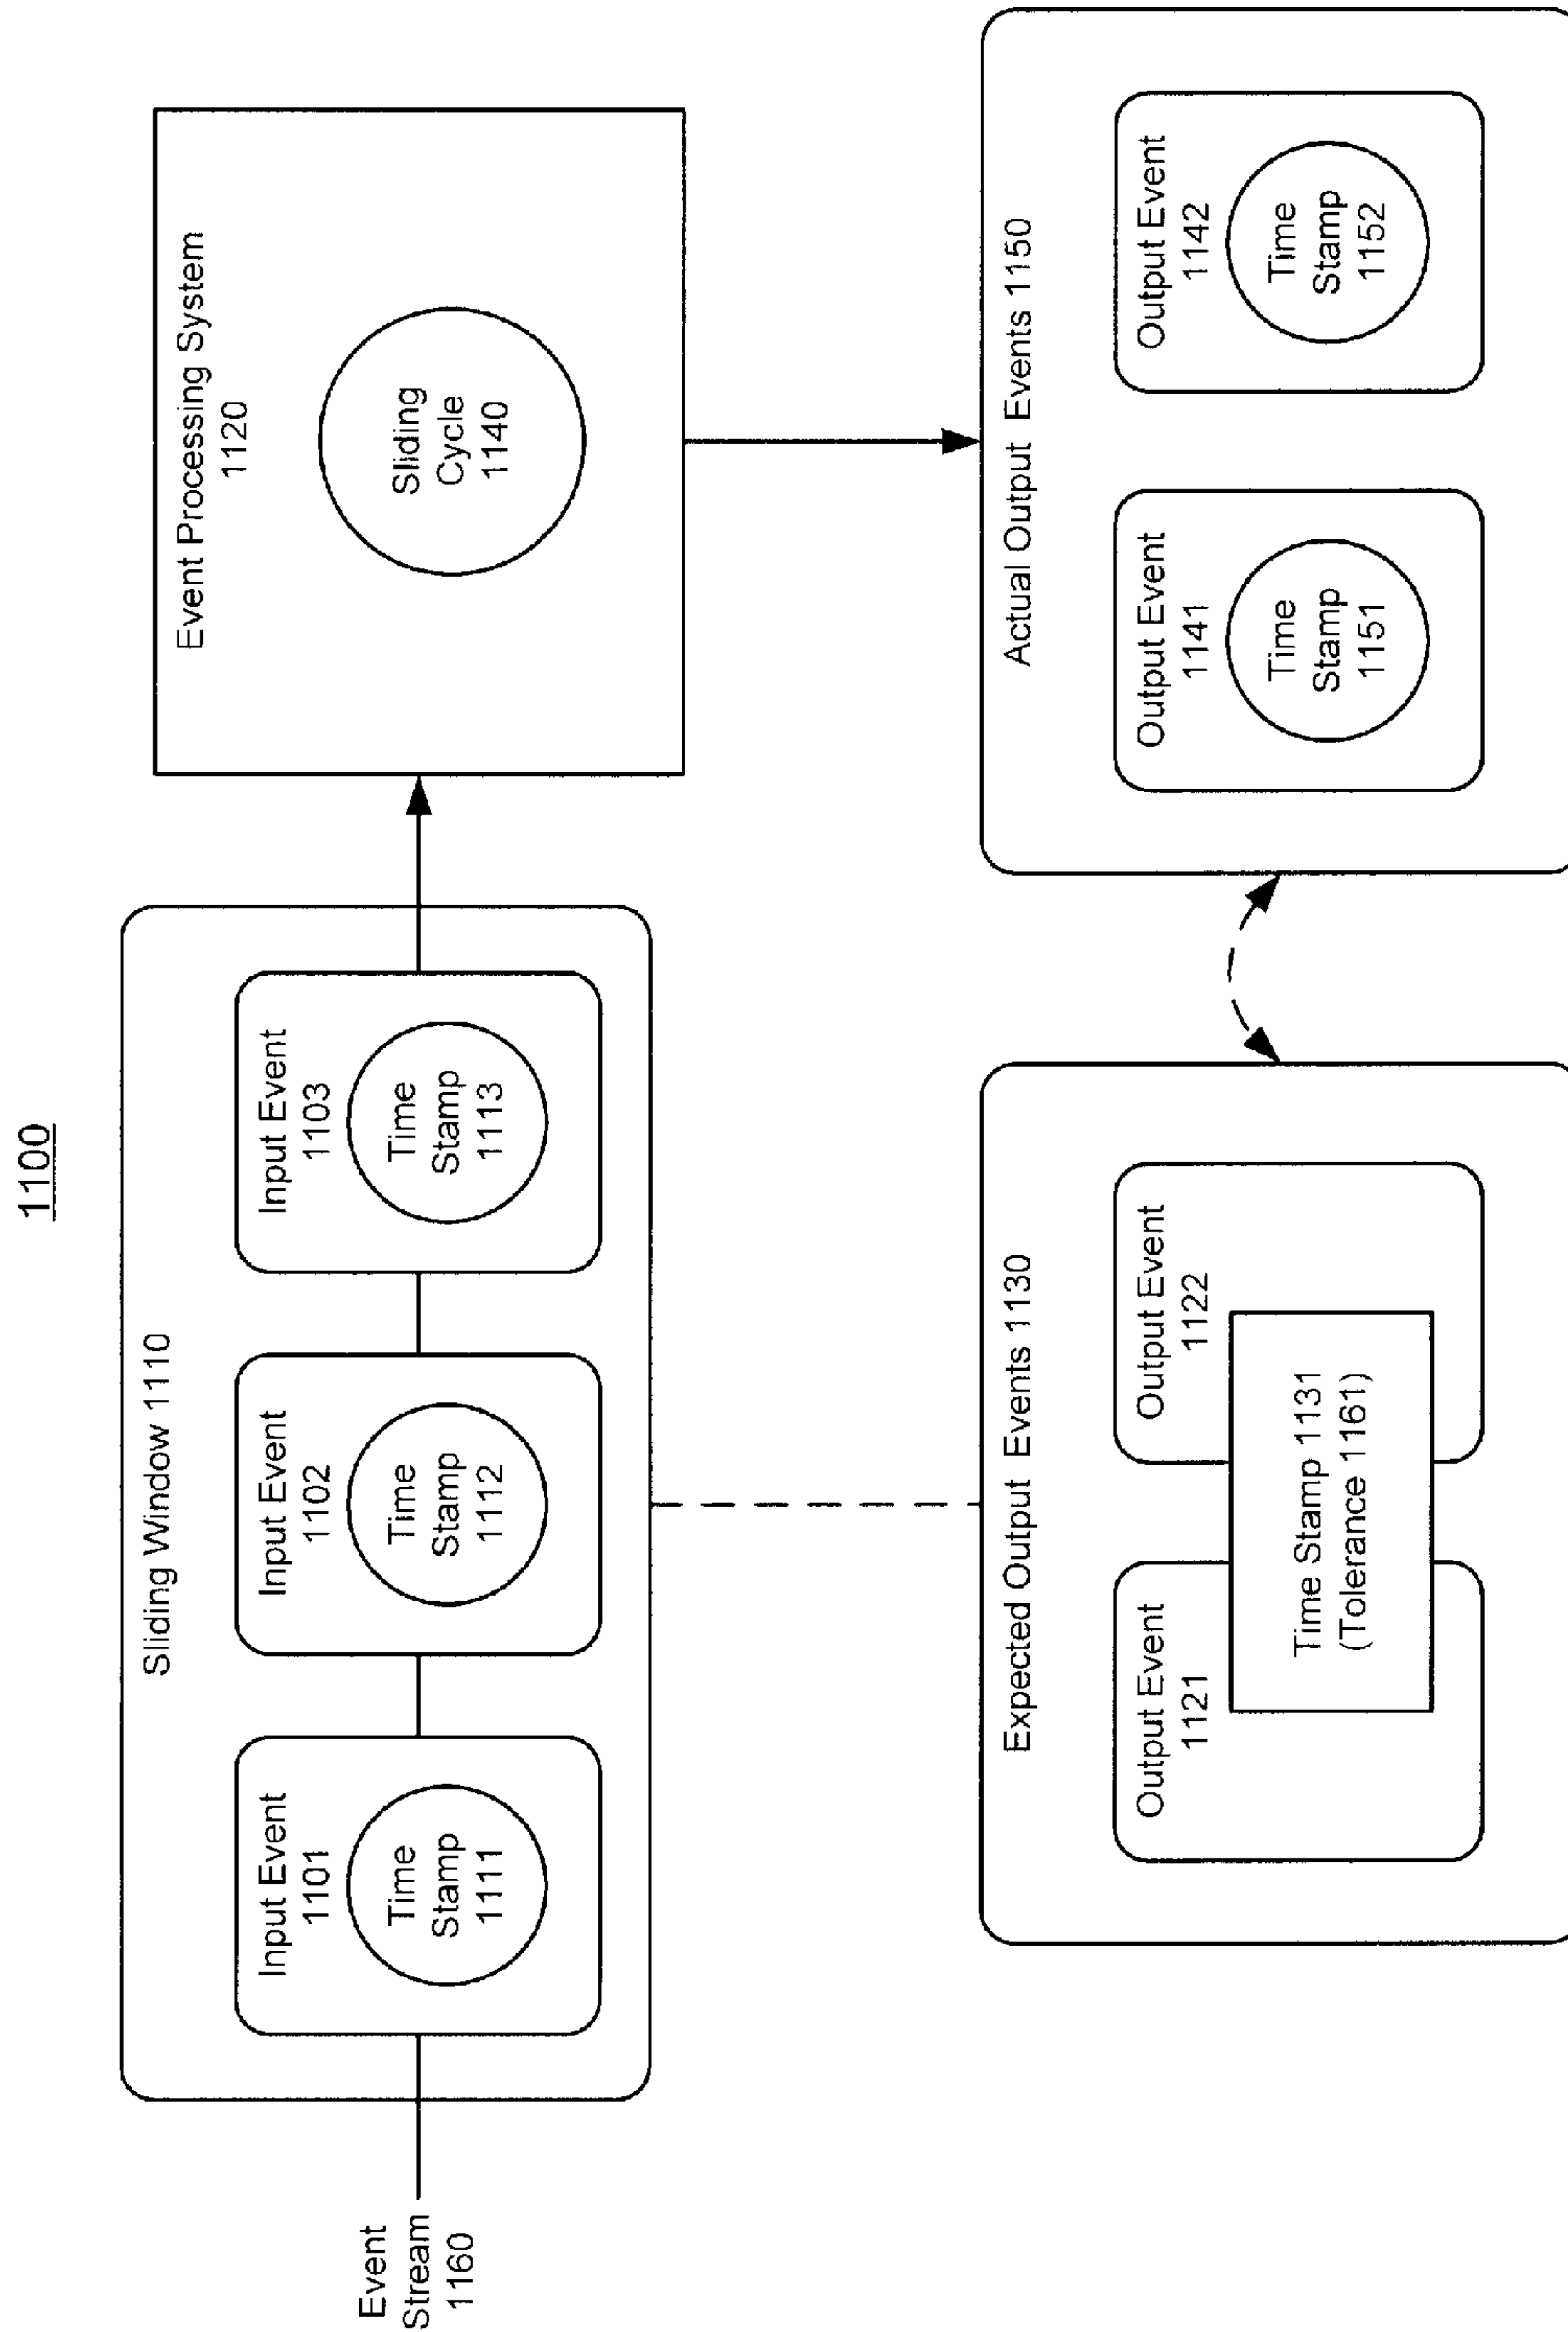 1100
Sliding Window 1110
Input Event
1101
Time
Stamp
1111
Input Event
1102
Time
Stamp
1112
Input Event
1103
Time
Stamp
1113
Event
Stream
1160
Event Processing System
1120
Sliding
Cycle
1140
Expected Output Events 1130
Output Event
1121
Output Event
1122
Time Stamp 1131
(Tolerance 1161)
Actual Output Events 1150
Output Event
1141
Time
Stamp
1151
Output Event
1142
Time
Stamp
1152